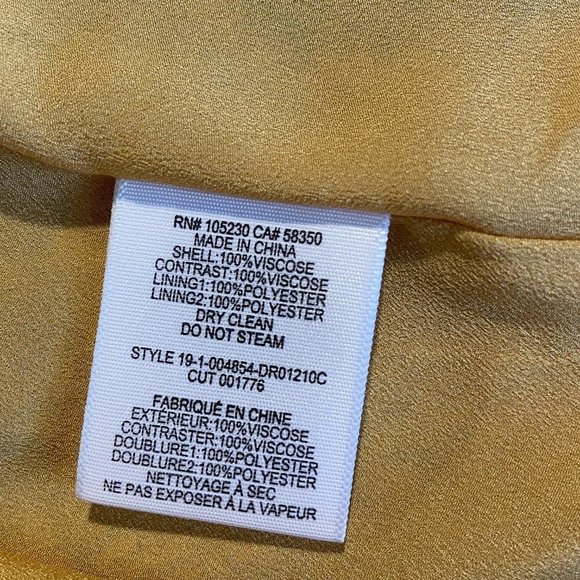 RN# 105230 CA# 58350
MADE IN CHINA
SHELL:100%VISCOSE
CONTRAST:100%VISCOSE
LINING1:100%POLYESTER
LINING2:100%POLYESTER
DRY CLEAN
DO NOT STEAM
STYLE 19-1-004854-DR01210C
CUT 001776
FABRIQUÉ EN CHINE
EXTÉRIEUR:100%VISCOSE
CONTRASTER:100%VISCOSE
DOUBLURE1:100%POLYESTER
DOUBLURE2:100%POLYESTER
NETTOYAGE À SEC
NE PAS EXPOSER À LA VAPEUR